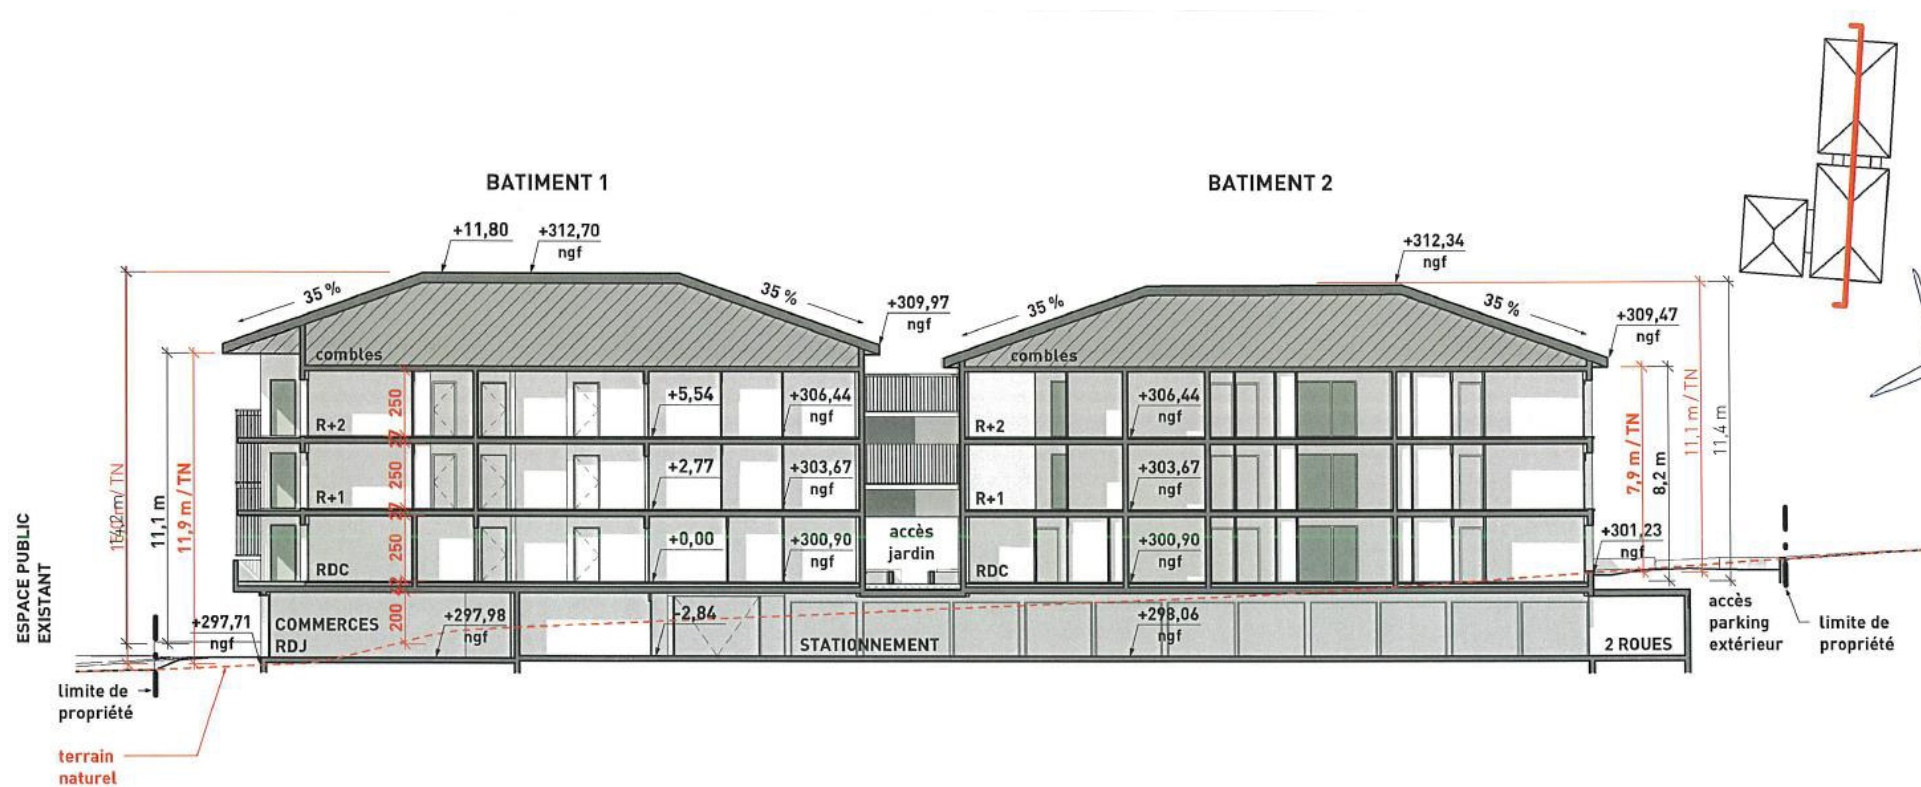 BATIMENT 1
BATIMENT 2
+11,80
+312,70
ngf
+312,34
ngf
35 %
35 %
+309,97
ngf
35 %
35 %
+309,47
ngf
combles
combles
R+2
250
+5,54
+306,44
ngf
R+2
+306,44
ngf
27
R+1
250
+2,77
+303,67
ngf
R+1
+303,67
ngf
27
RDC
250
+0,00
+300,90
ngf
accès
jardin
RDC
+300,90
ngf
+301,23
ngf
11,1 m
11,9 m / TN
7,9 m / TN
8,2 m
11,1 m / TN
11,4 m
ESPACE PUBLIC
EXISTANT
+297,71
ngf
COMMERCES
RDJ
200
+297,98
ngf
-2,84
STATIONNEMENT
+298,06
ngf
2 ROUES
accès
parking
extérieur
limite de
propriété
limite de
propriété
terrain
naturel